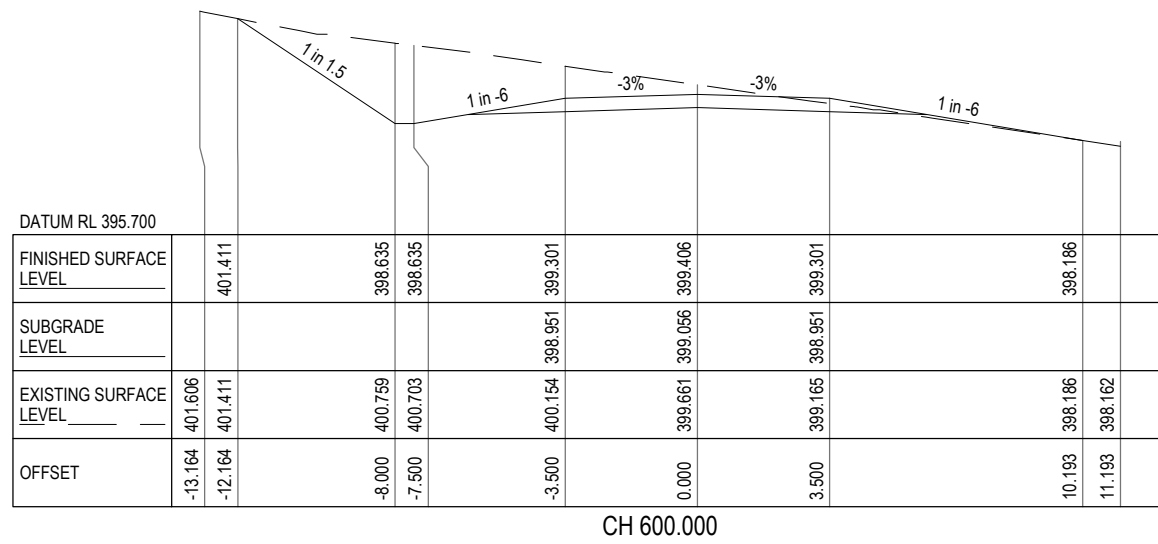 1 in 1.5
1 in -6
-3%
-3%
1 in -6
DATUM RL 395.700
FINISHED SURFACE
LEVEL
401.411
398.635
398.635
399.301
399.406
399.301
398.186
SUBGRADE
LEVEL
398.951
399.056
398.951
EXISTING SURFACE
LEVEL
401.606
401.411
400.759
400.703
400.154
399.661
399.165
398.186
398.162
OFFSET
-13.164
-12.164
-8.000
-7.500
-3.500
0.000
3.500
10.193
11.193
CH 600.000